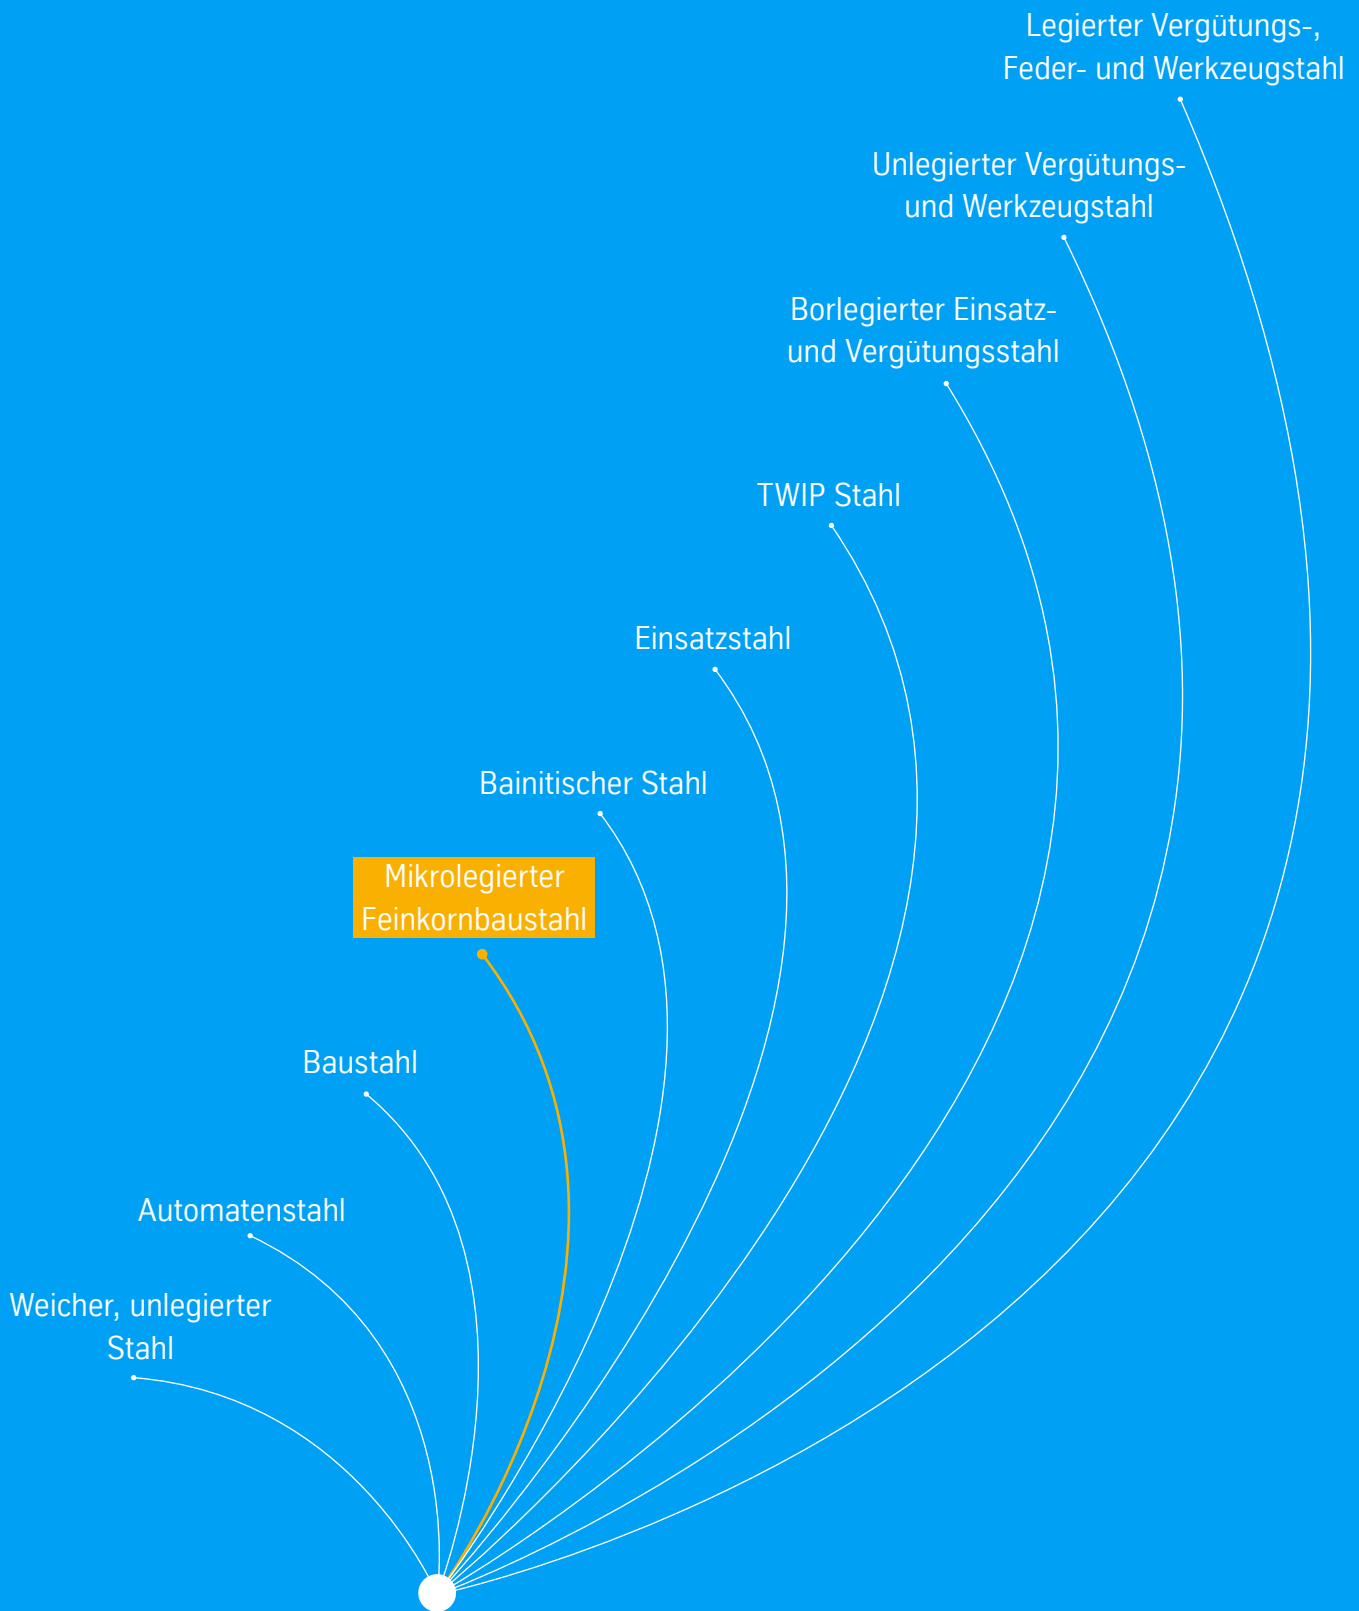 Legierter Vergütungs-,
Feder- und Werkzeugstahl
Unlegierter Vergütungs-
und Werkzeugstahl
Borlegierter Einsatz-
und Vergütungsstahl
TWIP Stahl
Einsatzstahl
Bainitischer Stahl
Mikrolegierter
Feinkornbaustahl
Baustahl
Automatenstahl
Weicher, unlegierter
Stahl